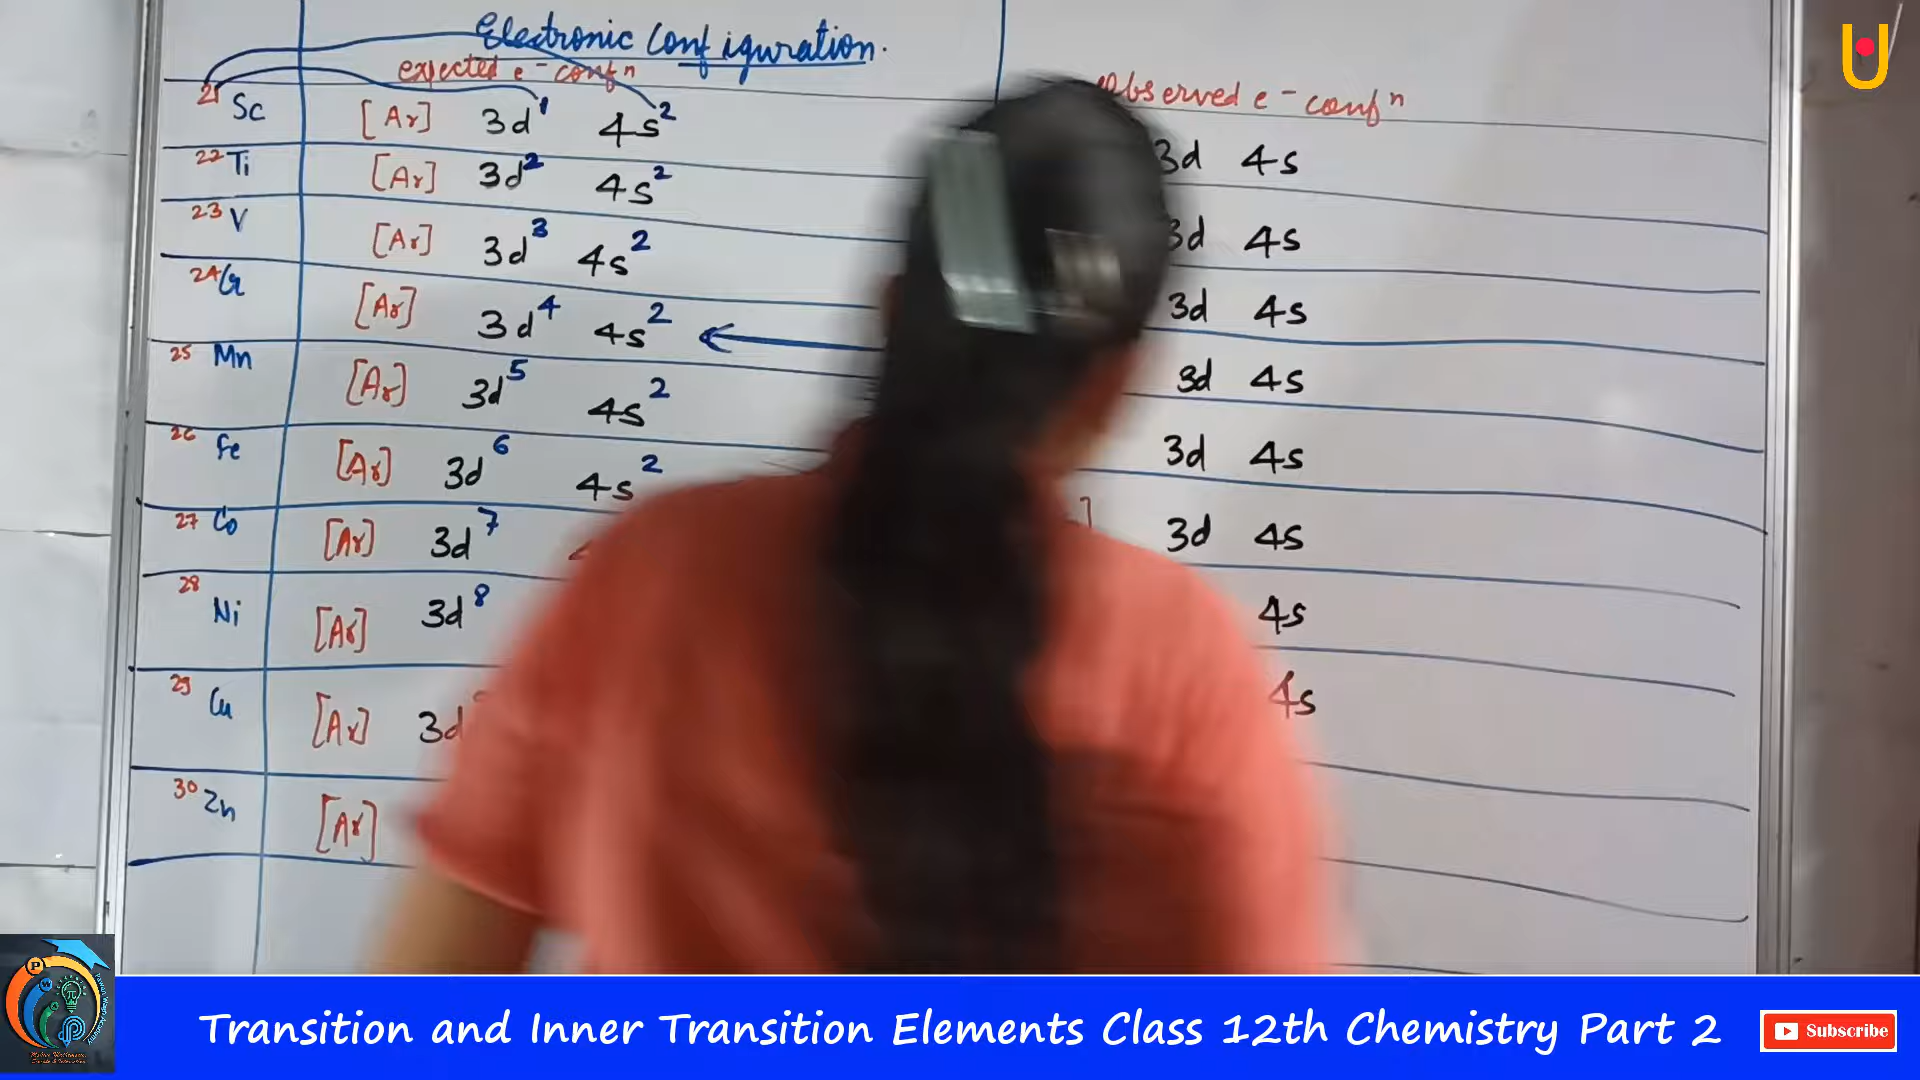 Electronic Configuration.
expected e- confⁿ
Observed e- confⁿ
21 Sc [Ar] 3d¹ 4s² 3d 4s
22 Ti [Ar] 3d² 4s² 3d 4s
23 V [Ar] 3d³ 4s² 3d 4s
24 Cr [Ar] 3d⁴ 4s² 3d 4s
25 Mn [Ar] 3d⁵ 4s² 3d 4s
26 Fe [Ar] 3d⁶ 4s² 3d 4s
27 Co [Ar] 3d⁷ 4 ] 4s
28 Ni [Ar] 3d⁸ 4s
29 Cu [Ar] 3d
30 Zn [Ar]
Transition and Inner Transition Elements Class 12th Chemistry Part 2
Subscribe